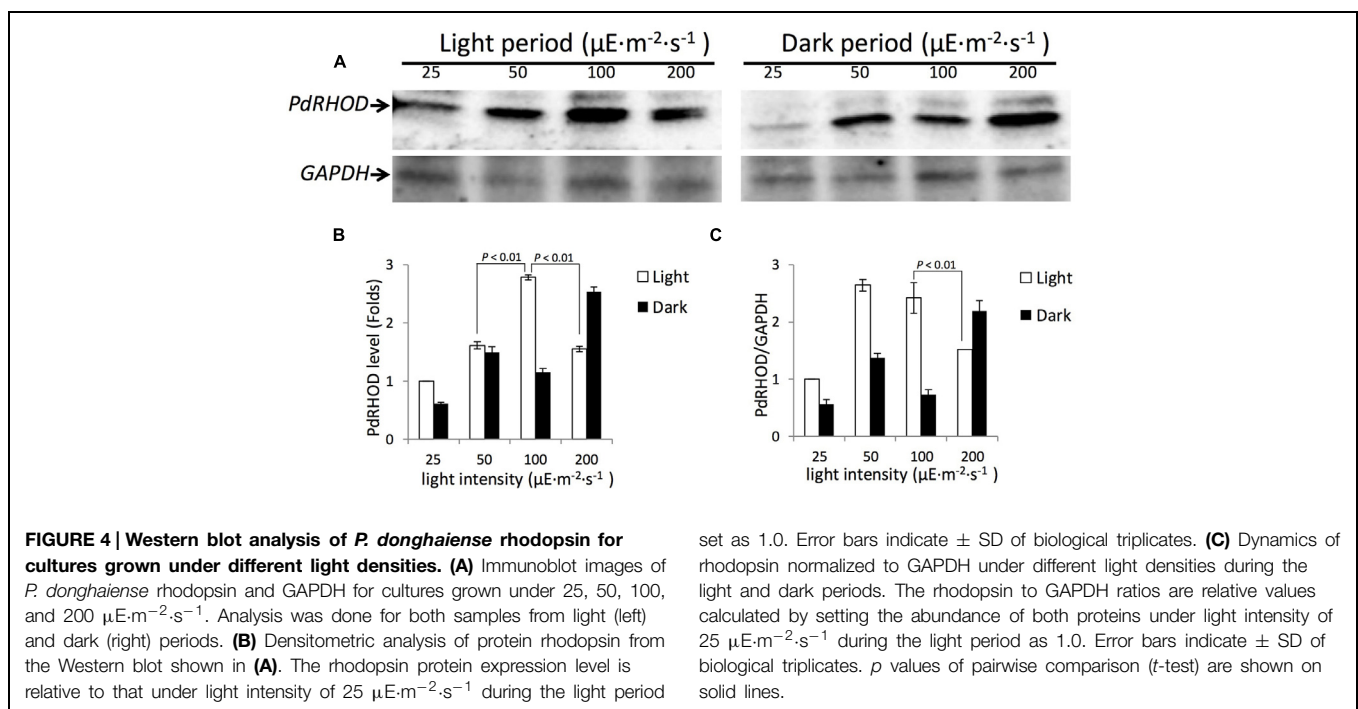 A
Light period (µE·m-2·s-1 )
Dark period (µE·m-2·s-1 )
25 50 100 200
25 50 100 200
PdRHOD
GAPDH
B
P < 0.01
P < 0.01
3
2
1
0
PdRHOD level (Folds)
Light
Dark
25 50 100 200
light intensity (µE·m-2·s-1 )
C
P < 0.01
3
2
1
0
PdRHOD/GAPDH
Light
Dark
25 50 100 200
light intensity (µE·m-2·s-1 )
FIGURE 4 | Western blot analysis of P. donghaiense rhodopsin for
cultures grown under different light densities. (A) Immunoblot images of
P. donghaiense rhodopsin and GAPDH for cultures grown under 25, 50, 100,
and 200 µE·m−2·s−1. Analysis was done for both samples from light (left)
and dark (right) periods. (B) Densitometric analysis of protein rhodopsin from
the Western blot shown in (A). The rhodopsin protein expression level is
relative to that under light intensity of 25 µE·m−2·s−1 during the light period
set as 1.0. Error bars indicate ± SD of biological triplicates. (C) Dynamics of
rhodopsin normalized to GAPDH under different light densities during the
light and dark periods. The rhodopsin to GAPDH ratios are relative values
calculated by setting the abundance of both proteins under light intensity of
25 µE·m−2·s−1 during the light period as 1.0. Error bars indicate ± SD of
biological triplicates. p values of pairwise comparison (t-test) are shown on
solid lines.